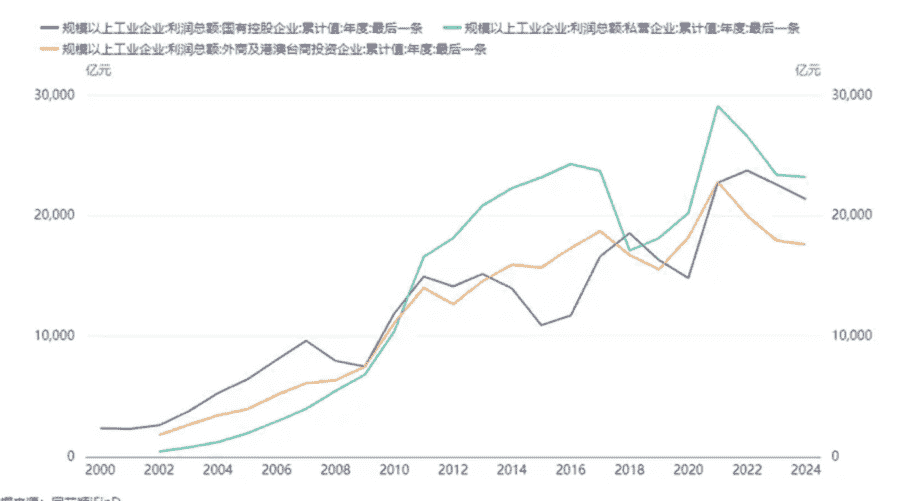 规模以上工业企业:利润总额:国有控股企业:累计值:年度:最后一条 规模以上工业企业:利润总额:私营企业:累计值:年度:最后一条
规模以上工业企业:利润总额:外商及港澳台商投资企业:累计值:年度:最后一条
亿元 亿元
30,000 30,000
20,000 20,000
10,000 10,000
0 0
2000 2002 2004 2006 2008 2010 2012 2014 2016 2018 2020 2022 2024